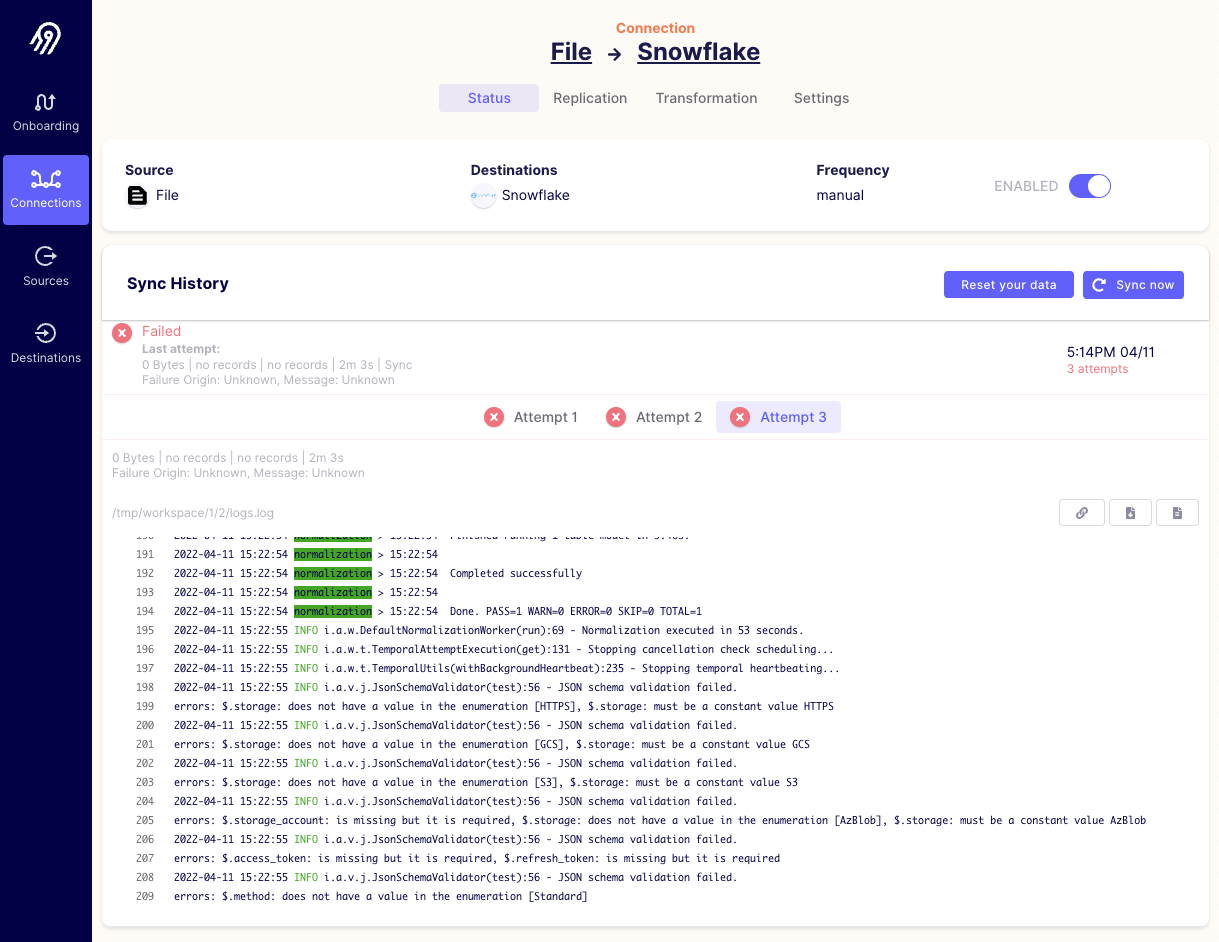 Connection
File → Snowflake
Status Replication Transformation Settings
Onboarding
Connections
Sources
Destinations
Source
File
Destinations
Snowflake
Frequency
manual
ENABLED
Sync History
Reset your data
Sync now
Failed
Last attempt:
0 Bytes | no records | no records | 2m 3s | Sync
Failure Origin: Unknown, Message: Unknown
5:14PM 04/11
3 attempts
Attempt 1 Attempt 2 Attempt 3
0 Bytes | no records | no records | 2m 3s
Failure Origin: Unknown, Message: Unknown
/tmp/workspace/1/2/logs.log
191 2022-04-11 15:22:54 normalization > 15:22:54
192 2022-04-11 15:22:54 normalization > 15:22:54 Completed successfully
193 2022-04-11 15:22:54 normalization > 15:22:54
194 2022-04-11 15:22:54 normalization > 15:22:54 Done. PASS=1 WARN=0 ERROR=0 SKIP=0 TOTAL=1
195 2022-04-11 15:22:55 INFO i.a.w.DefaultNormalizationWorker(run):69 - Normalization executed in 53 seconds.
196 2022-04-11 15:22:55 INFO i.a.w.t.TemporalAttemptExecution(get):131 - Stopping cancellation check scheduling...
197 2022-04-11 15:22:55 INFO i.a.w.t.TemporalUtils(withBackgroundHeartbeat):235 - Stopping temporal heartbeating...
198 2022-04-11 15:22:55 INFO i.a.v.j.JsonSchemaValidator(test):56 - JSON schema validation failed.
199 errors: $.storage: does not have a value in the enumeration [HTTPS], $.storage: must be a constant value HTTPS
200 2022-04-11 15:22:55 INFO i.a.v.j.JsonSchemaValidator(test):56 - JSON schema validation failed.
201 errors: $.storage: does not have a value in the enumeration [GCS], $.storage: must be a constant value GCS
202 2022-04-11 15:22:55 INFO i.a.v.j.JsonSchemaValidator(test):56 - JSON schema validation failed.
203 errors: $.storage: does not have a value in the enumeration [S3], $.storage: must be a constant value S3
204 2022-04-11 15:22:55 INFO i.a.v.j.JsonSchemaValidator(test):56 - JSON schema validation failed.
205 errors: $.storage_account: is missing but it is required, $.storage: does not have a value in the enumeration [AzBlob], $.storage: must be a constant value AzBlob
206 2022-04-11 15:22:55 INFO i.a.v.j.JsonSchemaValidator(test):56 - JSON schema validation failed.
207 errors: $.access_token: is missing but it is required, $.refresh_token: is missing but it is required
208 2022-04-11 15:22:55 INFO i.a.v.j.JsonSchemaValidator(test):56 - JSON schema validation failed.
209 errors: $.method: does not have a value in the enumeration [Standard]